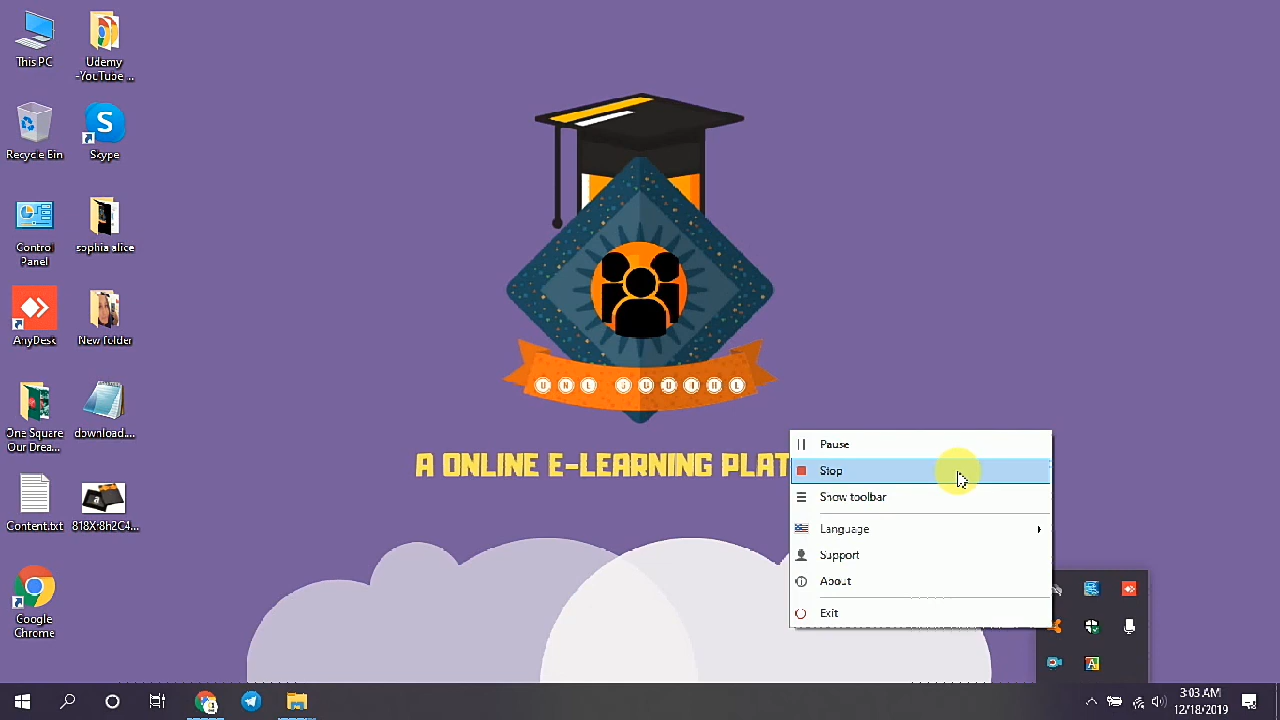 This PC
Udemy
-YouTube ...
Recycle Bin
Skype
Control
Panel
sophia alice
AnyDesk
New folder
One Square
Our Drea...
download....
Content.txt
818X-8h2C4...
Google
Chrome
A ONLINE E-LEARNING PLAT
Pause
Stop
Show toolbar
Language
Support
About
Exit
3:03 AM
12/18/2019